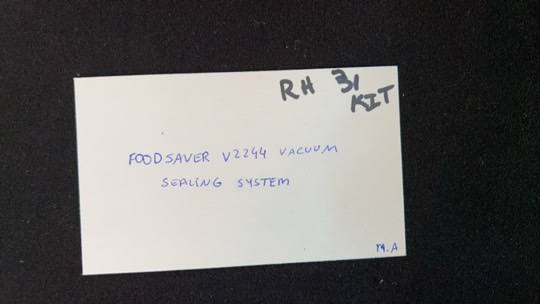 RH 31
KIT
FOODSAVER V2244 VACUUM
SEALING SYSTEM
M.A